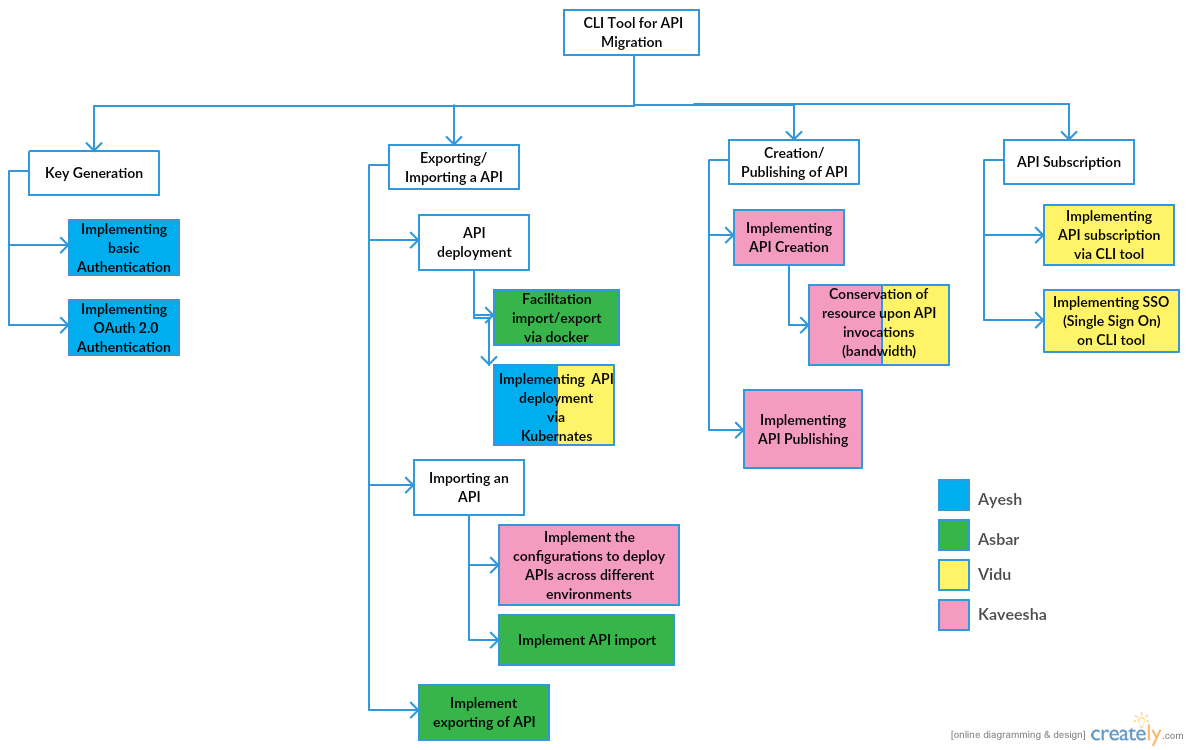 CLI Tool for API
Migration
Key Generation
Implementing
basic
Authentication
Implementing
OAuth 2.0
Authentication
Exporting/
Importing a API
API
deployment
Facilitation
import/export
via docker
Implementing API
deployment
via
Kubernates
Importing an
API
Implement the
configurations to deploy
APIs across different
environments
Implement API import
Implement
exporting of API
Creation/
Publishing of API
Implementing
API Creation
Conservation of
resource upon API
invocations
(bandwidth)
Implementing
API Publishing
API Subscription
Implementing
API subscription
via CLI tool
Implementing SSO
(Single Sign On)
on CLI tool
Ayesh
Asbar
Vidu
Kaveesha
[online diagramming & design] creately.com